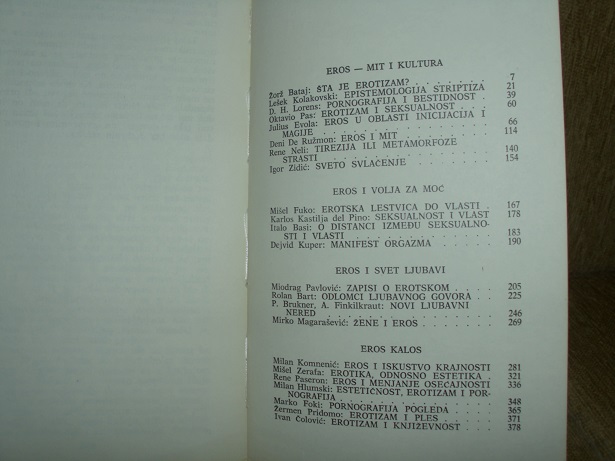 EROS — MIT I KULTURA
Žorž Bataj: ŠTA JE EROTIZAM? . . . . . . . 7
Lešek Kolakovski: EPISTEMOLOGIJA STRIPTIZA 21
D. H. Lorens: PORNOGRAFIJA I BESTIDNOST . 39
Oktavio Pas: EROTIZAM I SEKSUALNOST . . . 60
Julius Evola: EROS U OBLASTI INICIJACIJA I
MAGIJE . . . . . . . . . . . . 66
Deni De Ružmon: EROS I MIT . . . . . . . 114
Rene Neli: TIREZIJA ILI METAMORFOZE
STRASTI . . . . . . . . . . . . 140
Igor Zidić: SVETO SVLAČENJE . . . . . . . 154
EROS I VOLJA ZA MOĆ
Mišel Fuko: EROTSKA LESTVICA DO VLASTI . 167
Karlos Kastilja del Pino: SEKSUALNOST I VLAST 178
Italo Basi: O DISTANCI IZMEĐU SEKSUALNO-
STI I VLASTI . . . . . . . . . . 183
Dejvid Kuper: MANIFEST ORGAZMA . . . . 190
EROS I SVET LJUBAVI
Miodrag Pavlović: ZAPISI O EROTSKOM . . . 205
Rolan Bart: ODLOMCI LJUBAVNOG GOVORA . . 225
P. Brukner, A. Finkilkraut: NOVI LJUBAVNI
NERED . . . . . . . . . . . . 246
Mirko Magarašević: ŽENE I EROS . . . . . 269
EROS KALOS
Milan Komnenić: EROS I ISKUSTVO KRAJNOSTI 281
Mišel Zerafa: EROTIKA, ODNOSNO ESTETIKA . 321
Rene Paseron: EROS I MENJANJE OSEĆAJNOSTI 336
Milan Hlumski: ESTETIČNOST, EROTIZAM I POR-
NOGRAFIJA . . . . . . . . . . . 348
Marko Foki: PORNOGRAFIJA POGLEDA . . . . 365
Žermen Pridomo: EROTIZAM I PLES . . . . . 371
Ivan Čolović: EROTIZAM I KNJIŽEVNOST . . . 378